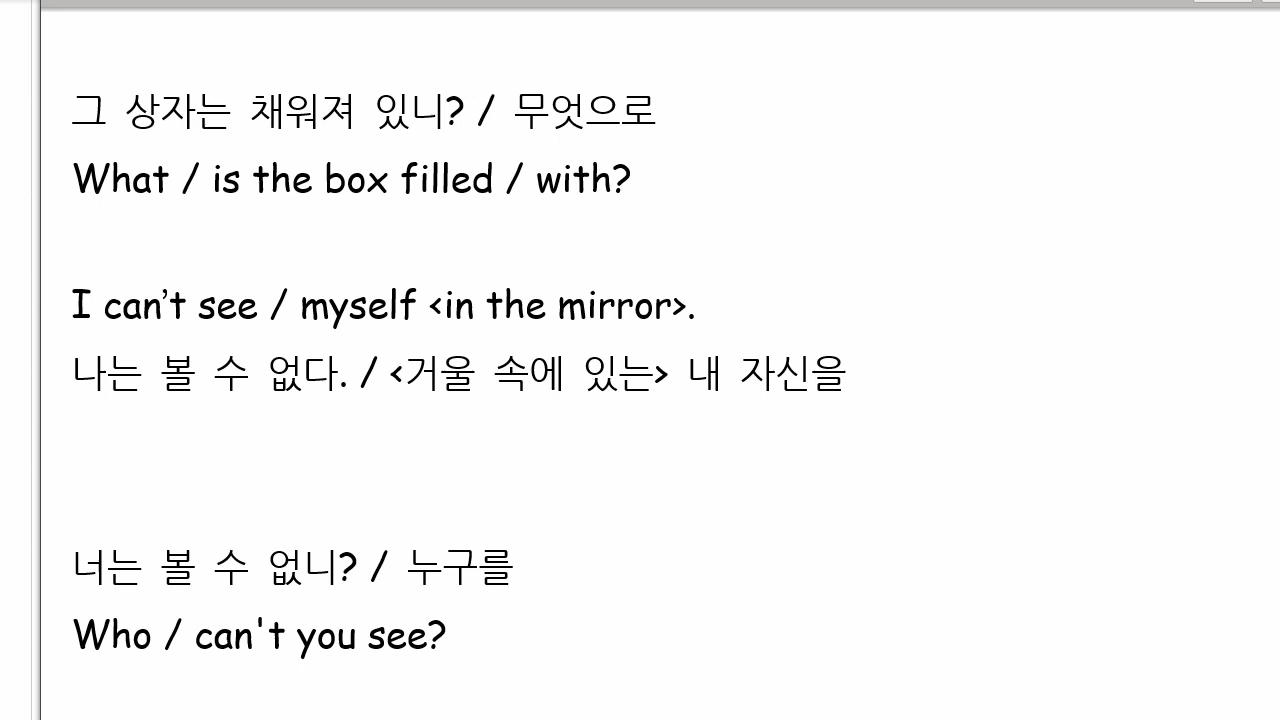 그 상자는 채워져 있니? / 무엇으로
What / is the box filled / with?
I can’t see / myself <in the mirror>.
나는 볼 수 없다. / <거울 속에 있는> 내 자신을
너는 볼 수 없니? / 누구를
Who / can't you see?